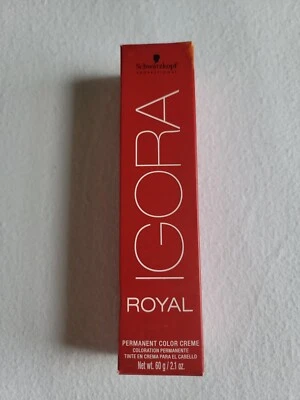 Schwarzkopf
PROFESSIONAL
IGORA
ROYAL
PERMANENT COLOR CREME
COLORATION PERMANENTE
TINTE EN CREMA PARA EL CABELLO
Net wt. 60 g / 2.1 oz.